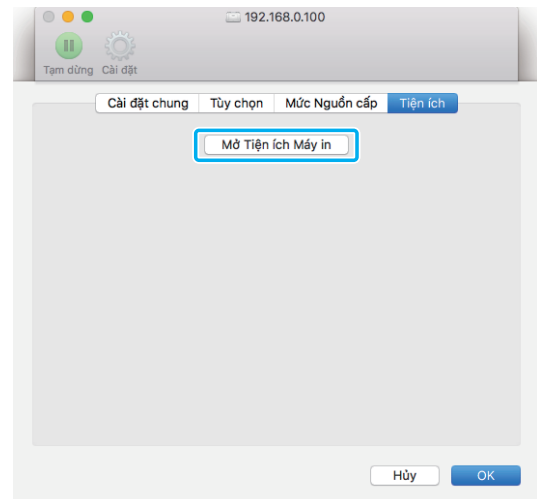 192.168.0.100
Tạm dừng Cài đặt
Cài đặt chung Tùy chọn Mức Nguồn cấp Tiện ích
Mở Tiện ích Máy in
Hủy OK